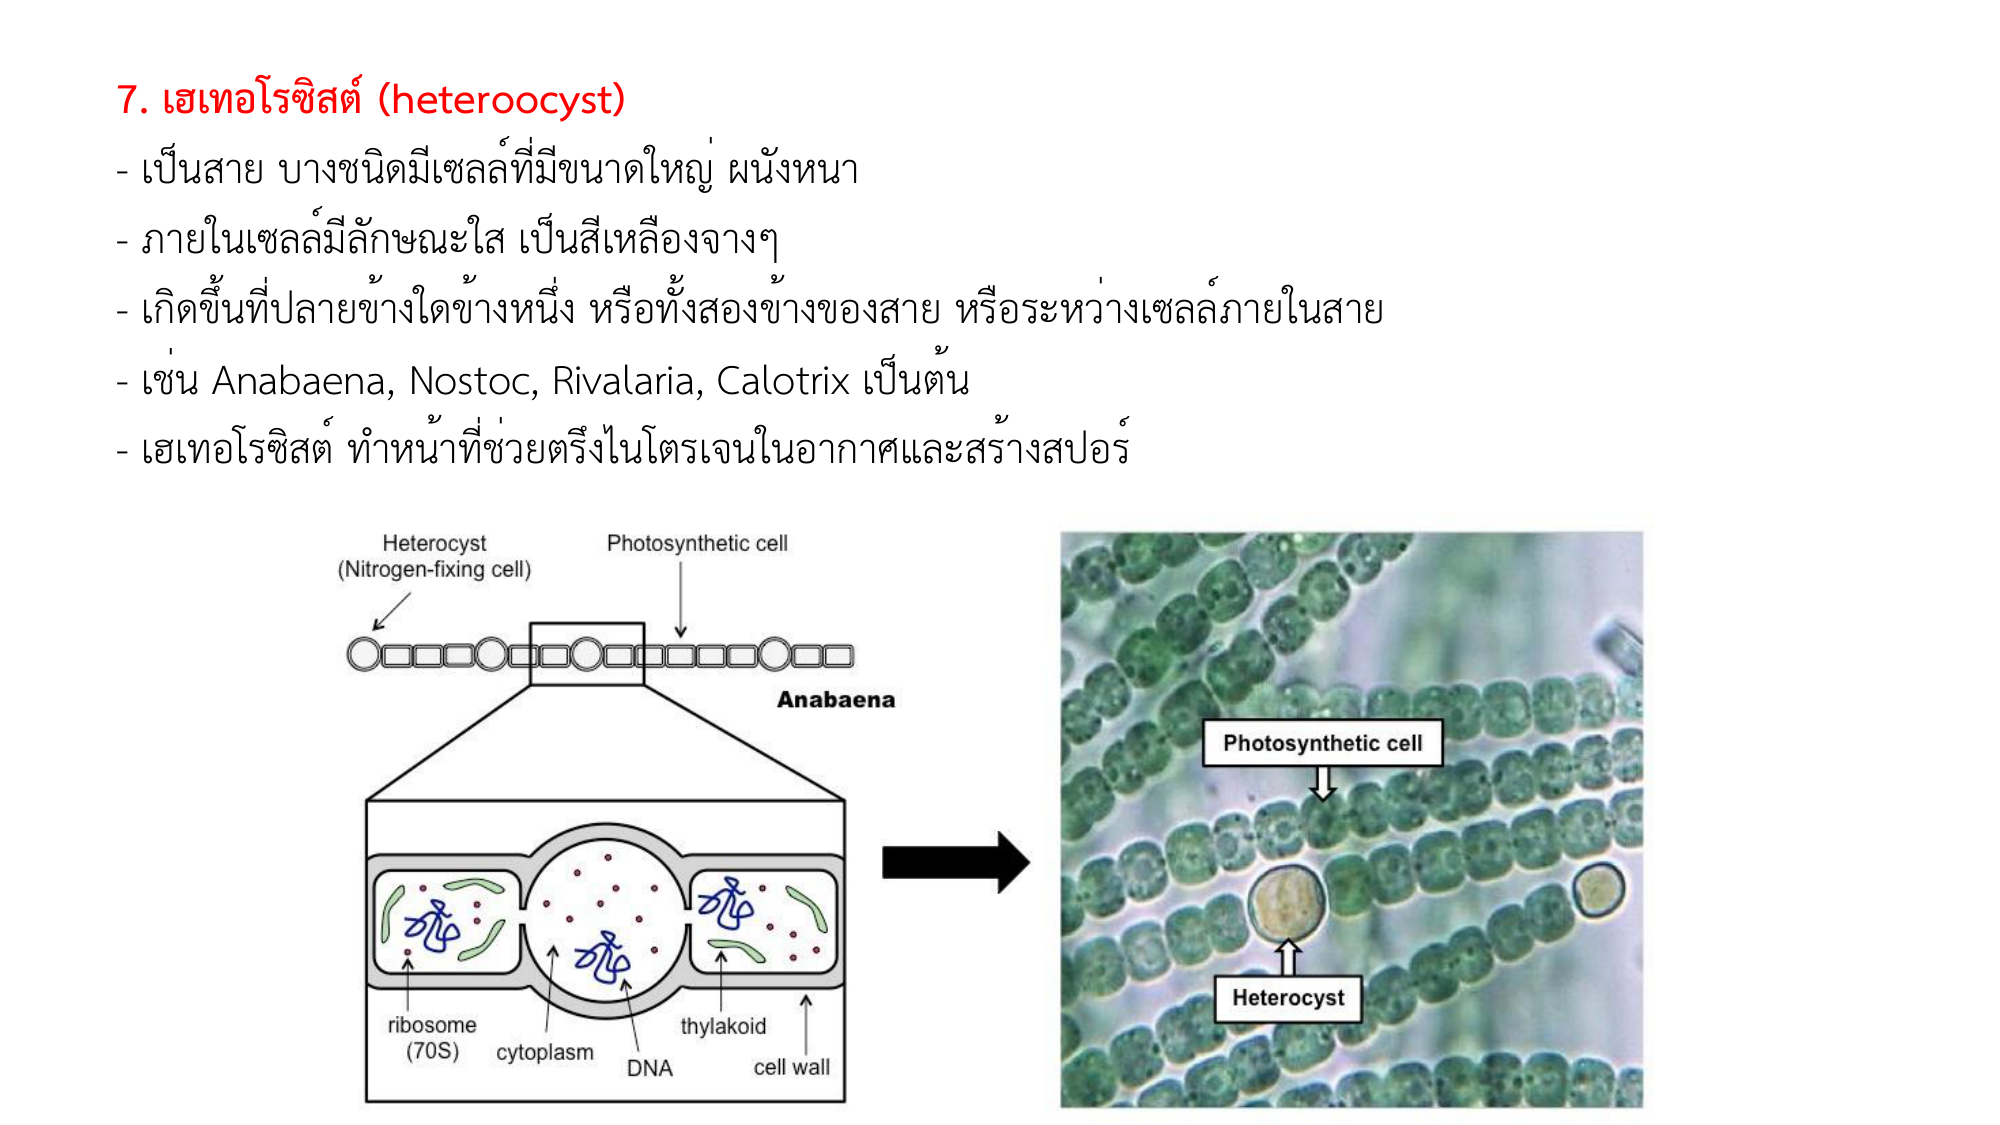 7. เฮเทอโรซิสต์ (heteroocyst)
- เป็นสาย บางชนิดมีเซลล์ที่มีขนาดใหญ่ ผนังหนา
- ภายในเซลล์มีลักษณะใส เป็นสีเหลืองจางๆ
- เกิดขึ้นที่ปลายข้างใดข้างหนึ่ง หรือทั้งสองข้างของสาย หรือระหว่างเซลล์ภายในสาย
- เช่น Anabaena, Nostoc, Rivalaria, Calotrix เป็นต้น
- เฮเทอโรซิสต์ ทำหน้าที่ช่วยตรึงไนโตรเจนในอากาศและสร้างสปอร์
Heterocyst
(Nitrogen-fixing cell)
Photosynthetic cell
Anabaena
ribosome
(70S)
cytoplasm
DNA
thylakoid
cell wall
Photosynthetic cell
Heterocyst